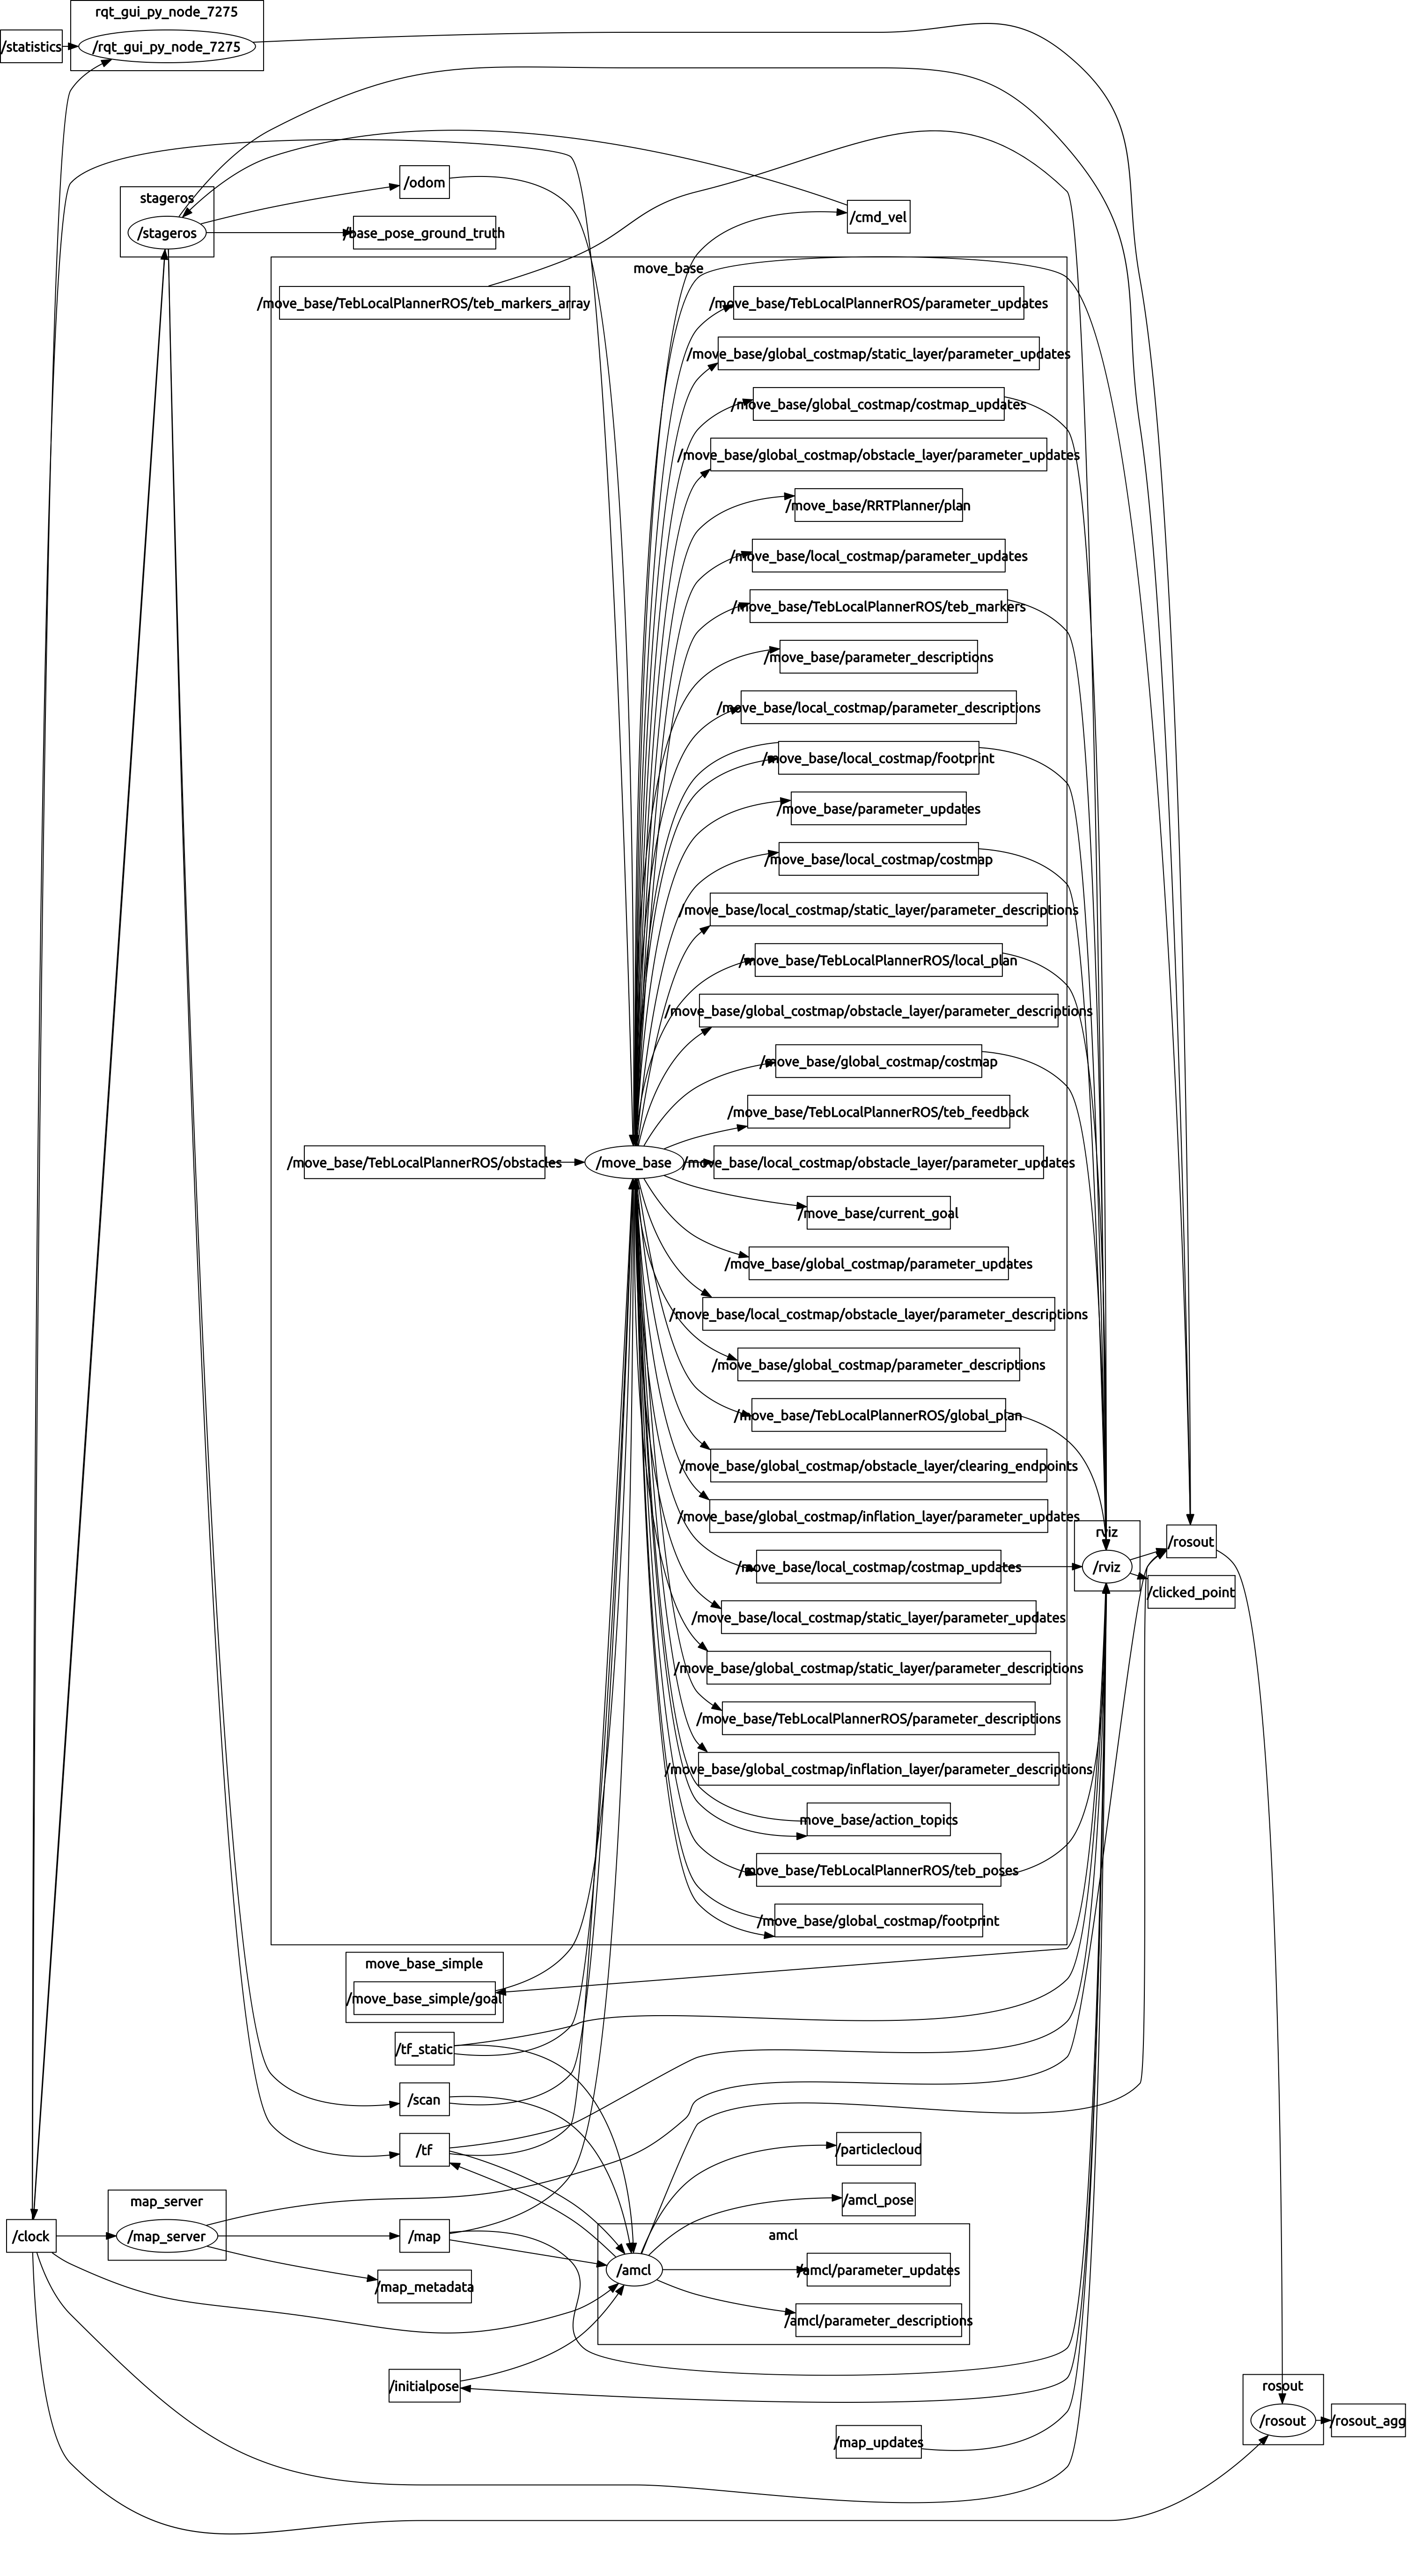 rqt_gui_py_node_7275
/statistics
/rqt_gui_py_node_7275
/odom
stageros
/stageros
/cmd_vel
/base_pose_ground_truth
move_base
/move_base/TebLocalPlannerROS/teb_markers_array
/move_base/TebLocalPlannerROS/parameter_updates
/move_base/global_costmap/static_layer/parameter_updates
/move_base/global_costmap/costmap_updates
/move_base/global_costmap/obstacle_layer/parameter_updates
/move_base/RRTPlanner/plan
/move_base/local_costmap/parameter_updates
/move_base/TebLocalPlannerROS/teb_markers
/move_base/parameter_descriptions
/move_base/local_costmap/parameter_descriptions
/move_base/local_costmap/footprint
/move_base/parameter_updates
/move_base/local_costmap/costmap
/move_base/local_costmap/static_layer/parameter_descriptions
/move_base/TebLocalPlannerROS/local_plan
/move_base/global_costmap/obstacle_layer/parameter_descriptions
/move_base/global_costmap/costmap
/move_base/TebLocalPlannerROS/teb_feedback
/move_base/TebLocalPlannerROS/obstacles
/move_base
/move_base/local_costmap/obstacle_layer/parameter_updates
/move_base/current_goal
/move_base/global_costmap/parameter_updates
/move_base/local_costmap/obstacle_layer/parameter_descriptions
/move_base/global_costmap/parameter_descriptions
/move_base/TebLocalPlannerROS/global_plan
/move_base/global_costmap/obstacle_layer/clearing_endpoints
/move_base/global_costmap/inflation_layer/parameter_updates
rviz
/rosout
/move_base/local_costmap/costmap_updates
/rviz
/clicked_point
/move_base/local_costmap/static_layer/parameter_updates
/move_base/global_costmap/static_layer/parameter_descriptions
/move_base/TebLocalPlannerROS/parameter_descriptions
/move_base/global_costmap/inflation_layer/parameter_descriptions
move_base/action_topics
/move_base/TebLocalPlannerROS/teb_poses
/move_base/global_costmap/footprint
move_base_simple
/move_base_simple/goal
/tf_static
/scan
/tf
/particlecloud
/amcl_pose
map_server
/clock
/map_server
/map
amcl
/amcl
/amcl/parameter_updates
/map_metadata
/amcl/parameter_descriptions
/initialpose
rosout
/rosout
/rosout_agg
/map_updates